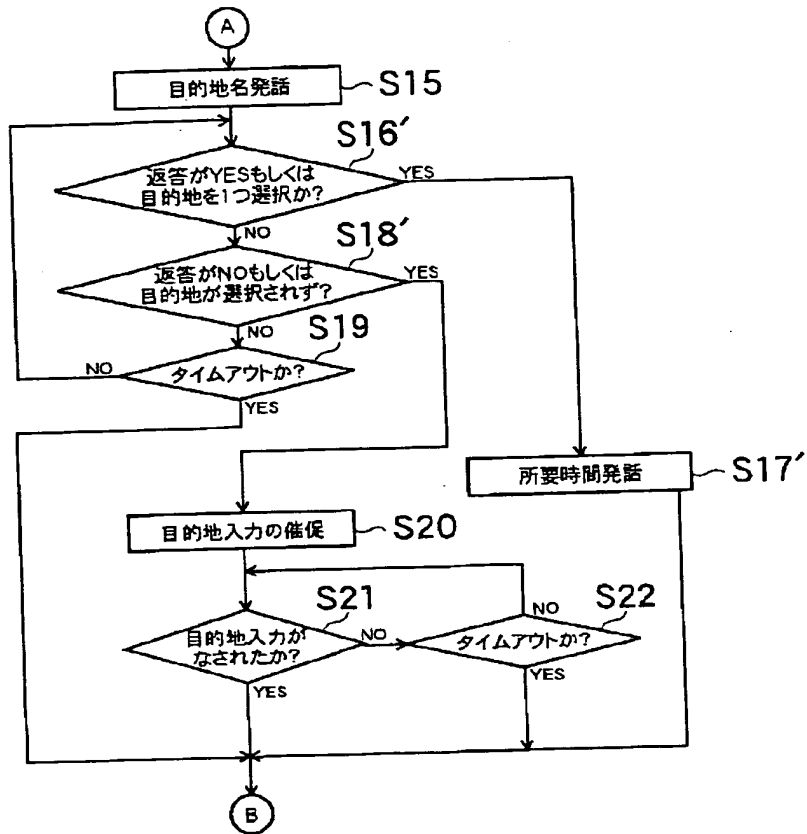 A
目的地名発話
S15
S16′
返答がYESもしくは
目的地を1つ選択か?
YES
NO
S18′
返答がNOもしくは
目的地が選択されず?
YES
NO
S19
タイムアウトか?
NO
YES
所要時間発話
S17′
目的地入力の催促
S20
S21
目的地入力が
なされたか?
NO
YES
S22
タイムアウトか?
NO
YES
B